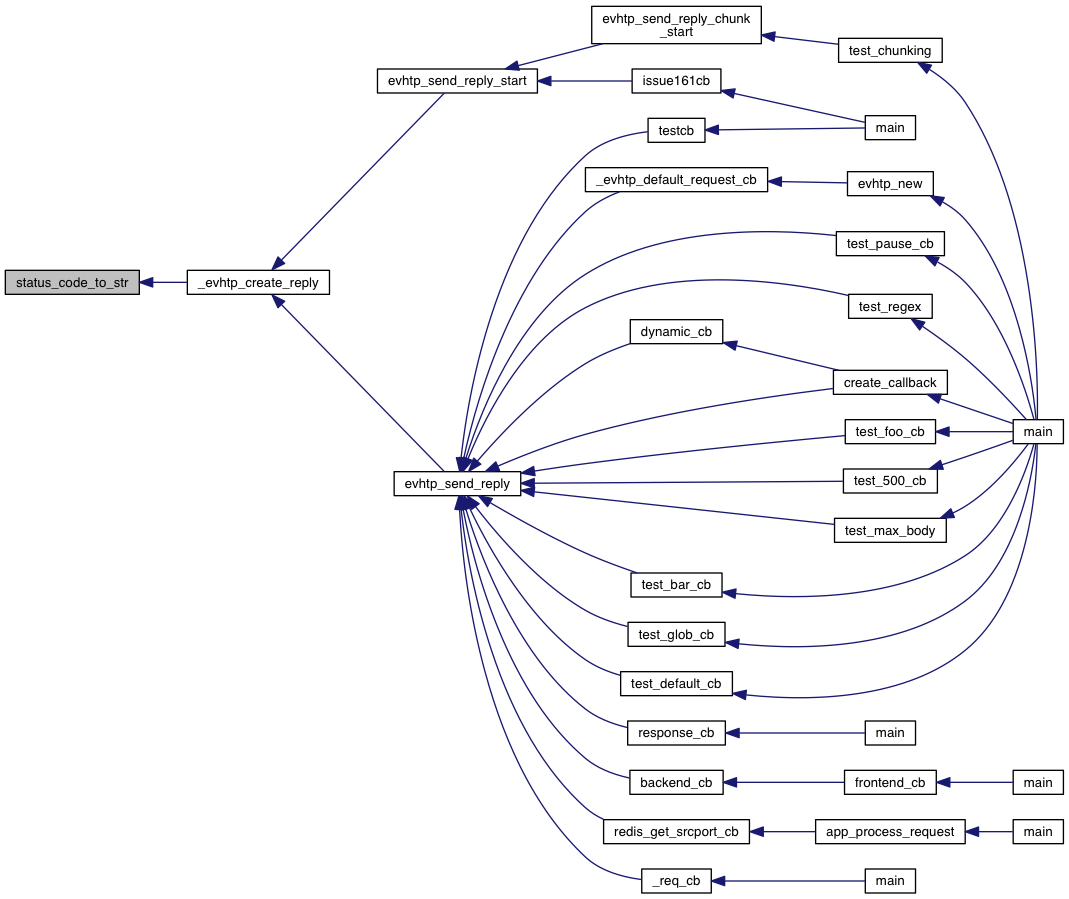 evhtp_send_reply_chunk
_start
test_chunking
evhtp_send_reply_start
issue161cb
testcb
main
_evhtp_default_request_cb
evhtp_new
test_pause_cb
status_code_to_str
_evhtp_create_reply
test_regex
dynamic_cb
create_callback
test_foo_cb
main
evhtp_send_reply
test_500_cb
test_max_body
test_bar_cb
test_glob_cb
test_default_cb
response_cb
main
backend_cb
frontend_cb
main
redis_get_srcport_cb
app_process_request
main
_req_cb
main